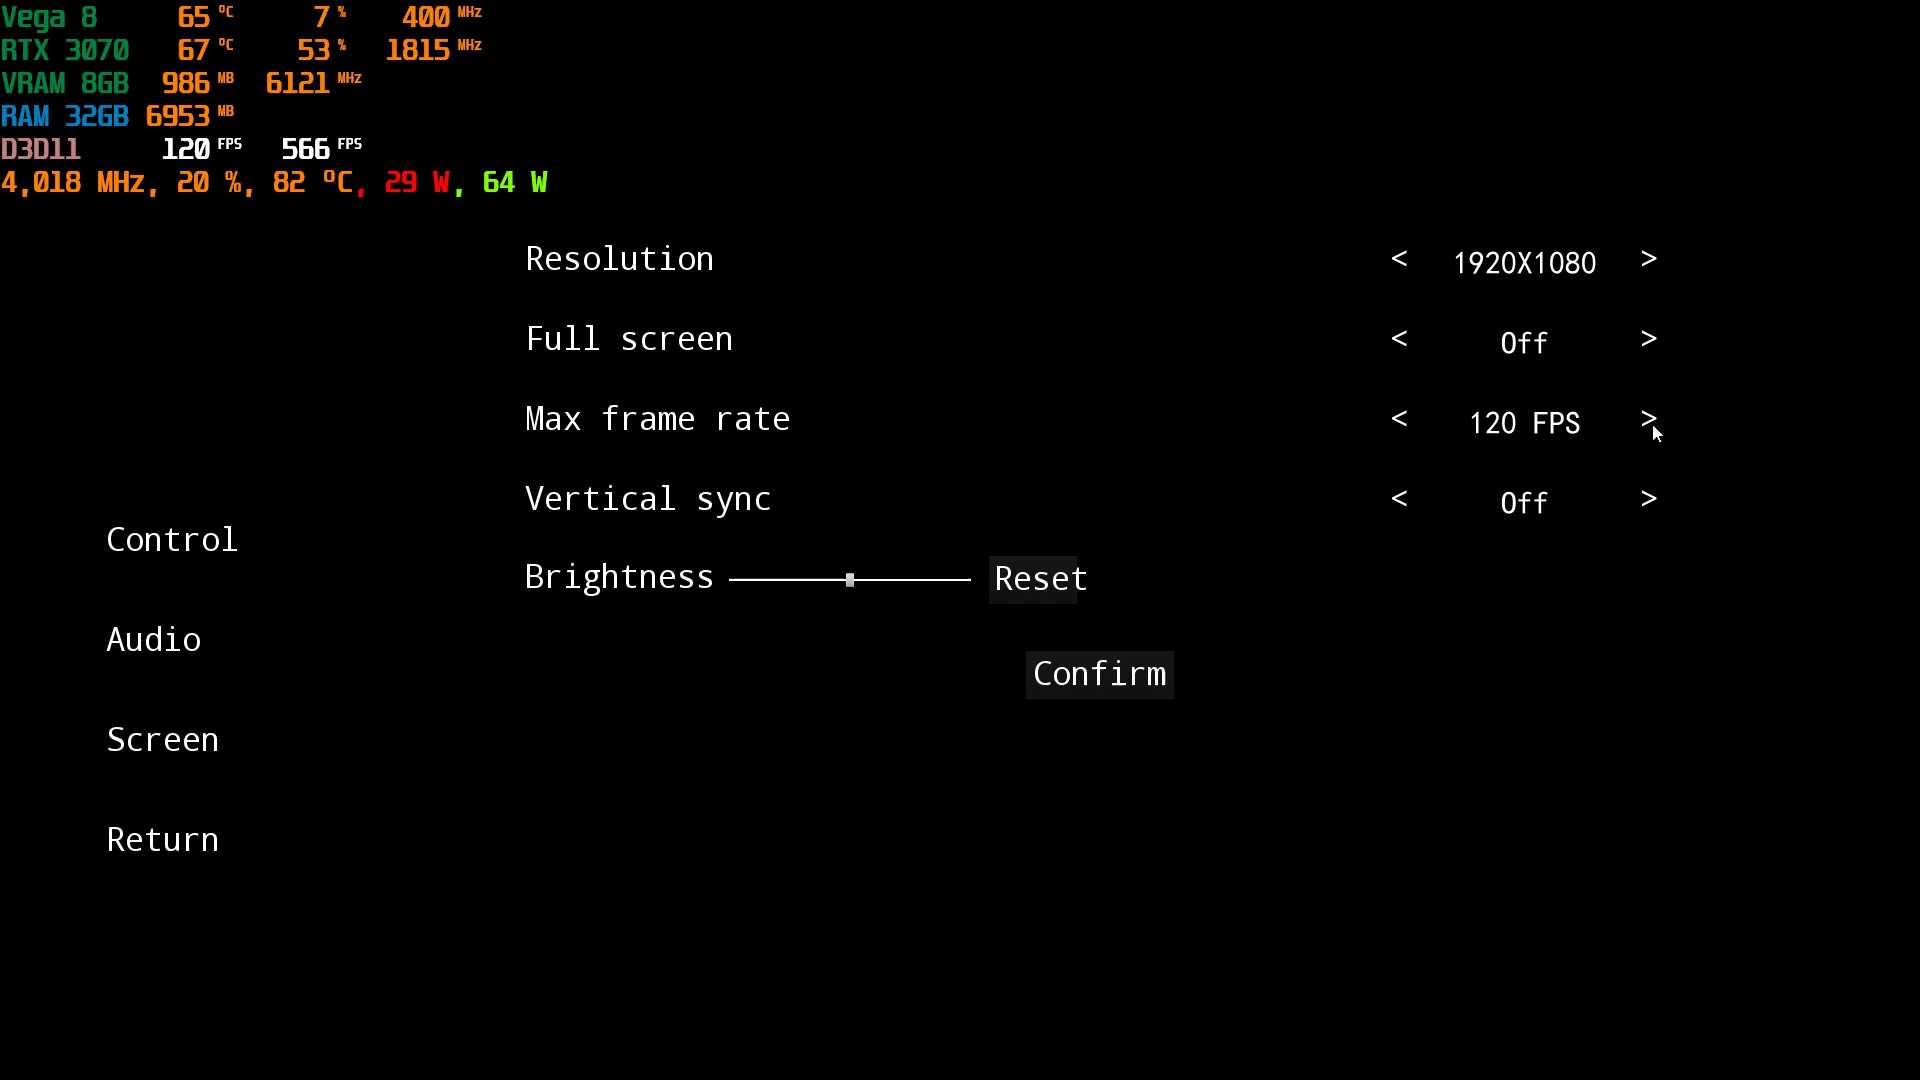 Vega 8 65 °C 7 % 400 MHz
RTX 3070 67 °C 53 % 1815 MHz
VRAM 8GB 986 MB 6121 MHz
RAM 32GB 6953 MB
D3D11 120 FPS 566 FPS
4,018 MHz, 20 %, 82 °C, 29 W, 64 W
Resolution < 1920X1080 >
Full screen < Off >
Max frame rate < 120 FPS >
Vertical sync < Off >
Brightness Reset
Confirm
Control
Audio
Screen
Return